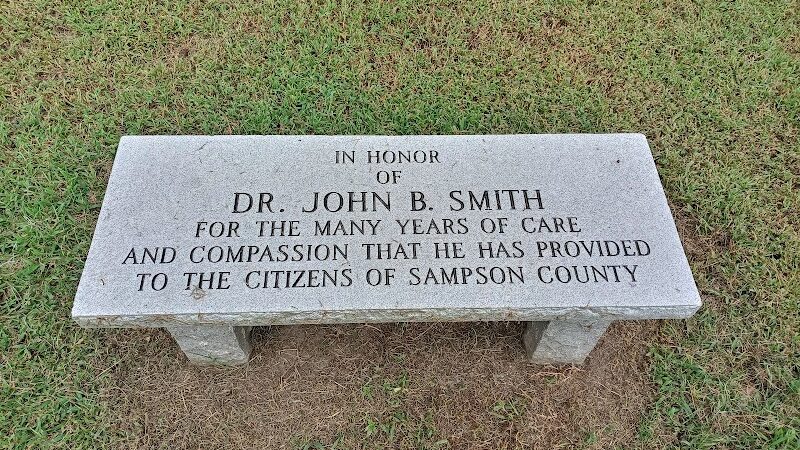 IN HONOR
OF
DR. JOHN B. SMITH
FOR THE MANY YEARS OF CARE
AND COMPASSION THAT HE HAS PROVIDED
TO THE CITIZENS OF SAMPSON COUNTY